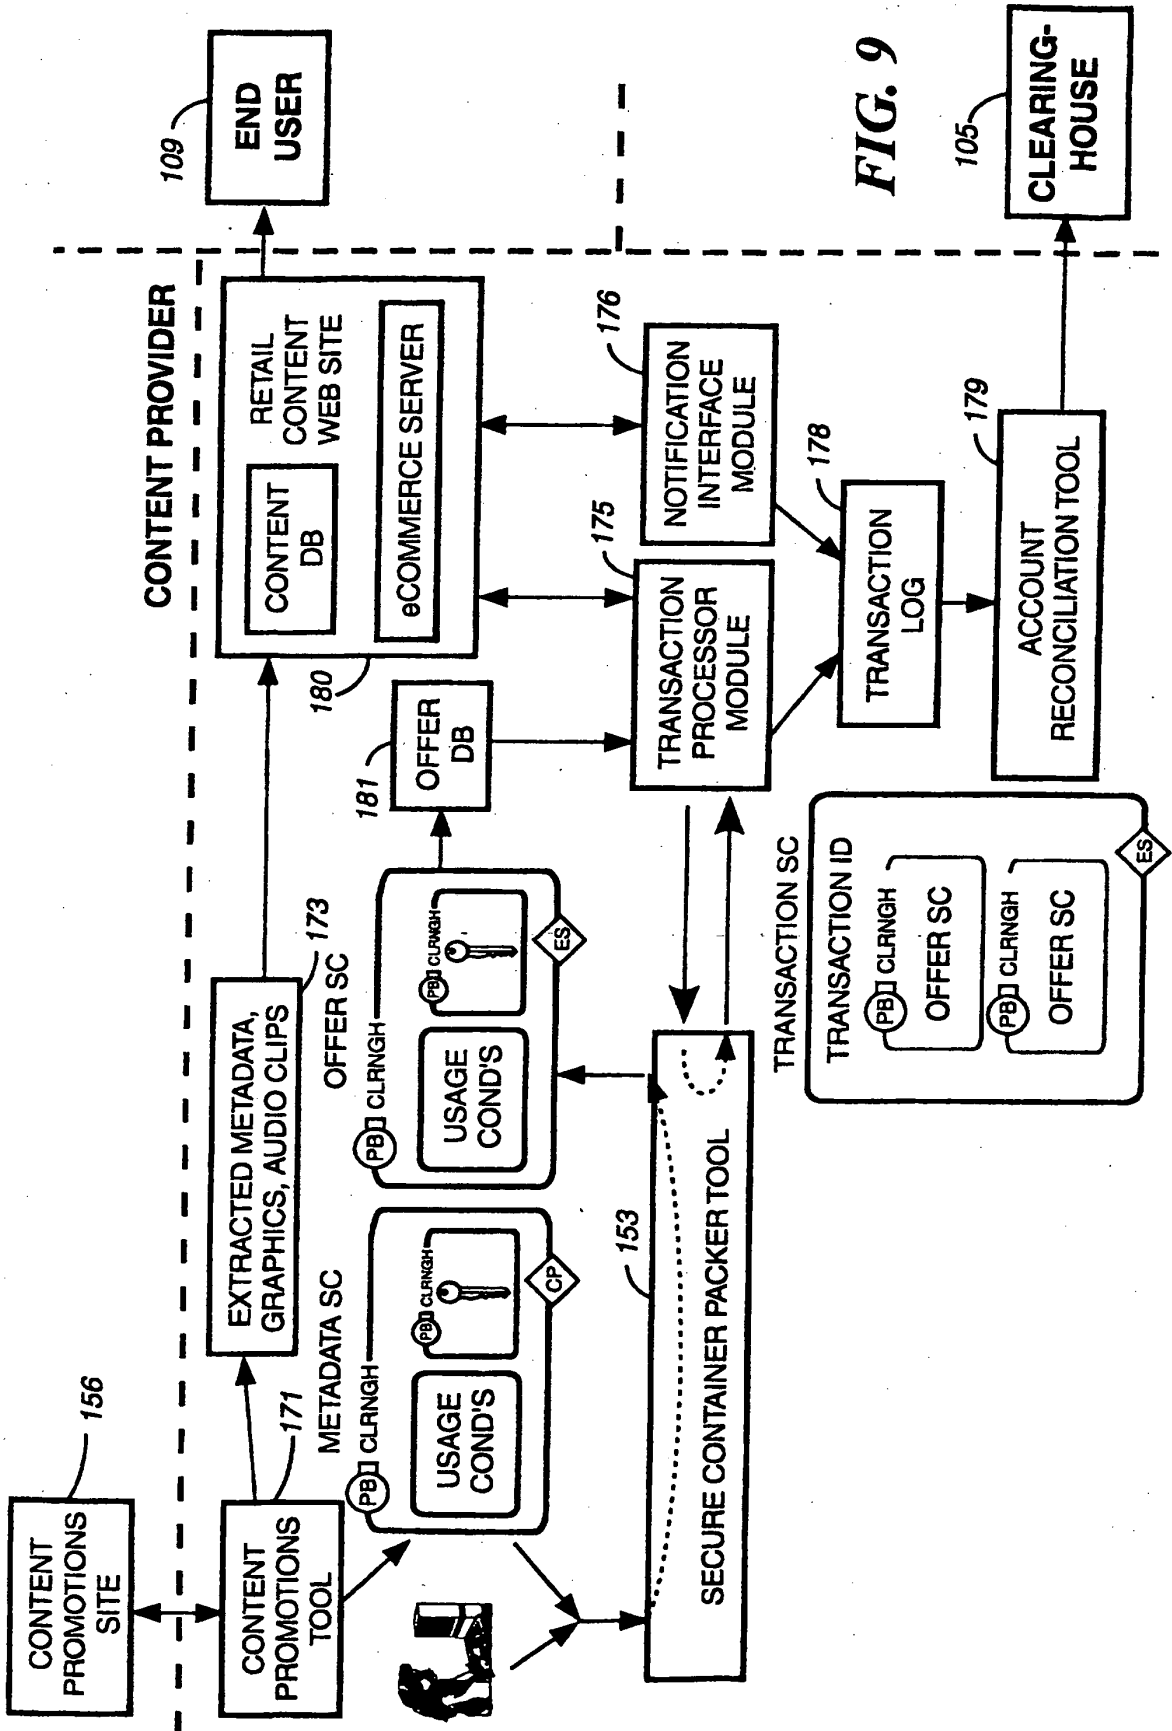 CONTENT
PROMOTIONS
SITE
156
CONTENT PROVIDER
CONTENT
PROMOTIONS
TOOL
171
EXTRACTED METADATA,
GRAPHICS, AUDIO CLIPS
173
CONTENT
DB
RETAIL
CONTENT
WEB SITE
eCOMMERCE SERVER
180
END
USER
109
METADATA SC
PB CLRNGH
USAGE
COND'S
PB CLRNGH
CP
OFFER SC
PB CLRNGH
USAGE
COND'S
PB CLRNGH
ES
OFFER
DB
181
153
SECURE CONTAINER PACKER TOOL
TRANSACTION
PROCESSOR
MODULE
175
NOTIFICATION
INTERFACE
MODULE
176
TRANSACTION SC
TRANSACTION ID
PB CLRNGH
OFFER SC
PB CLRNGH
OFFER SC
ES
TRANSACTION
LOG
178
ACCOUNT
RECONCILIATION TOOL
179
CLEARING-
HOUSE
105
FIG. 9